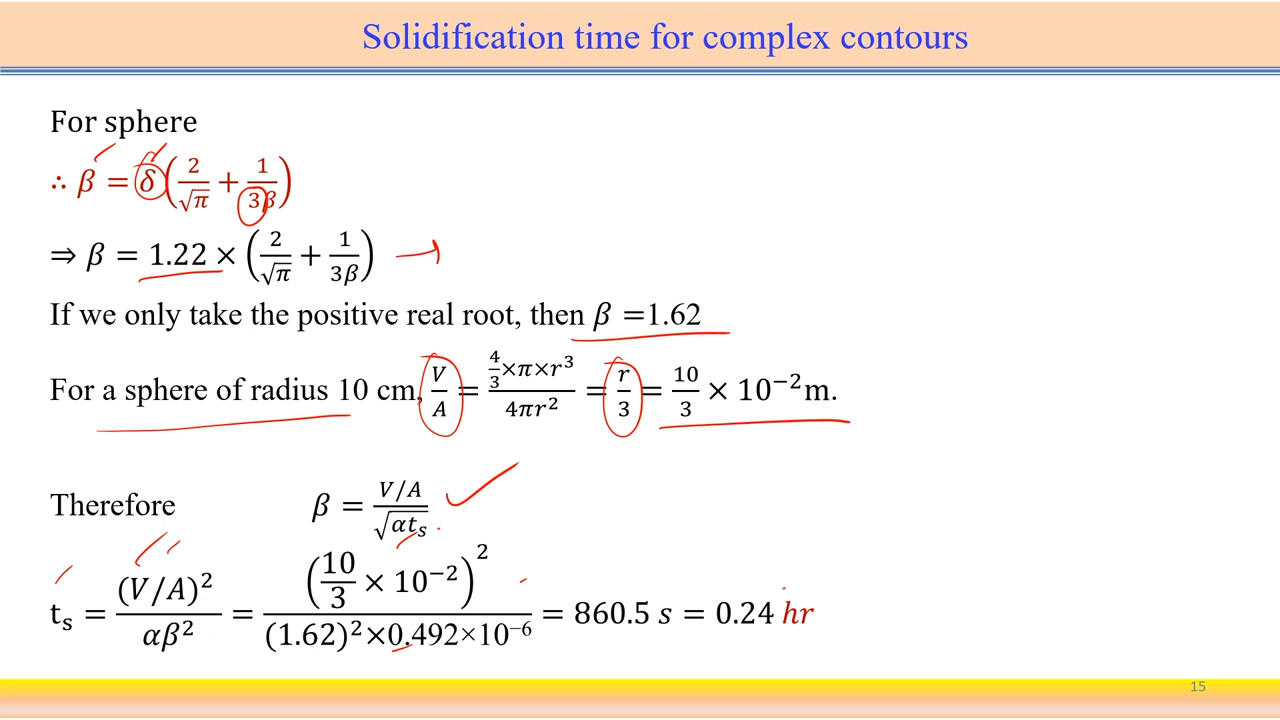 Solidification time for complex contours
For sphere
∴ β = δ(2/√π + 1/3β)
⇒ β = 1.22 × (2/√π + 1/3β)
If we only take the positive real root, then β =1.62
For a sphere of radius 10 cm, V/A = (4/3×π×r³)/(4πr²) = r/3 = 10/3 × 10⁻²m.
Therefore β = (V/A)/√(αtₛ)
tₛ = (V/A)²/(αβ²) = (10/3 × 10⁻²)²/((1.62)²×0.492×10⁻⁶) = 860.5 s = 0.24 hr
15